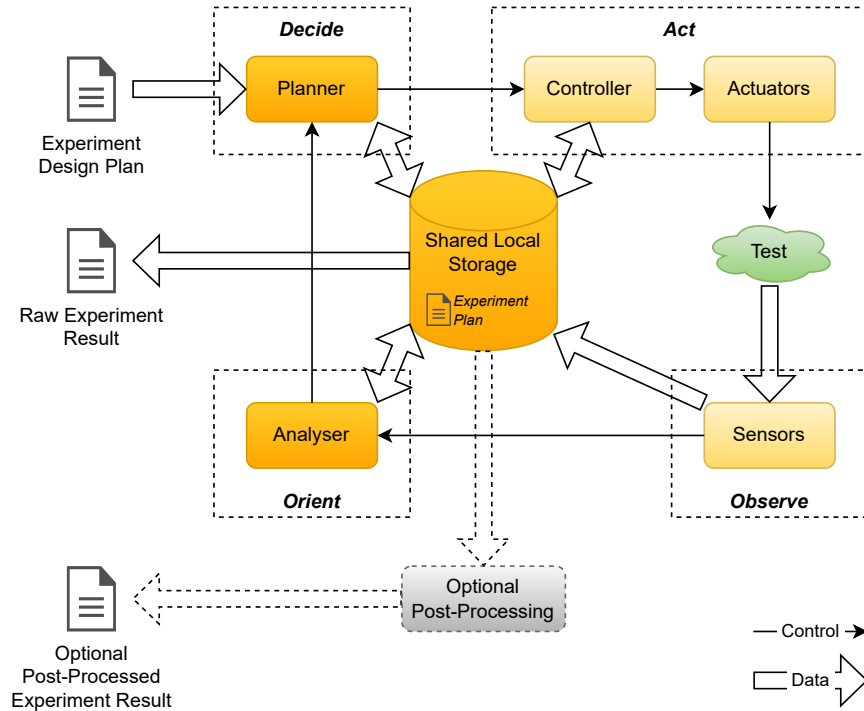 Decide
Act
Planner
Controller
Actuators
Experiment
Design Plan
Shared Local
Storage
Test
Experiment
Plan
Raw Experiment
Result
Analyser
Sensors
Orient
Observe
Optional
Post-Processing
Optional
Post-Processed
Experiment Result
Control
Data